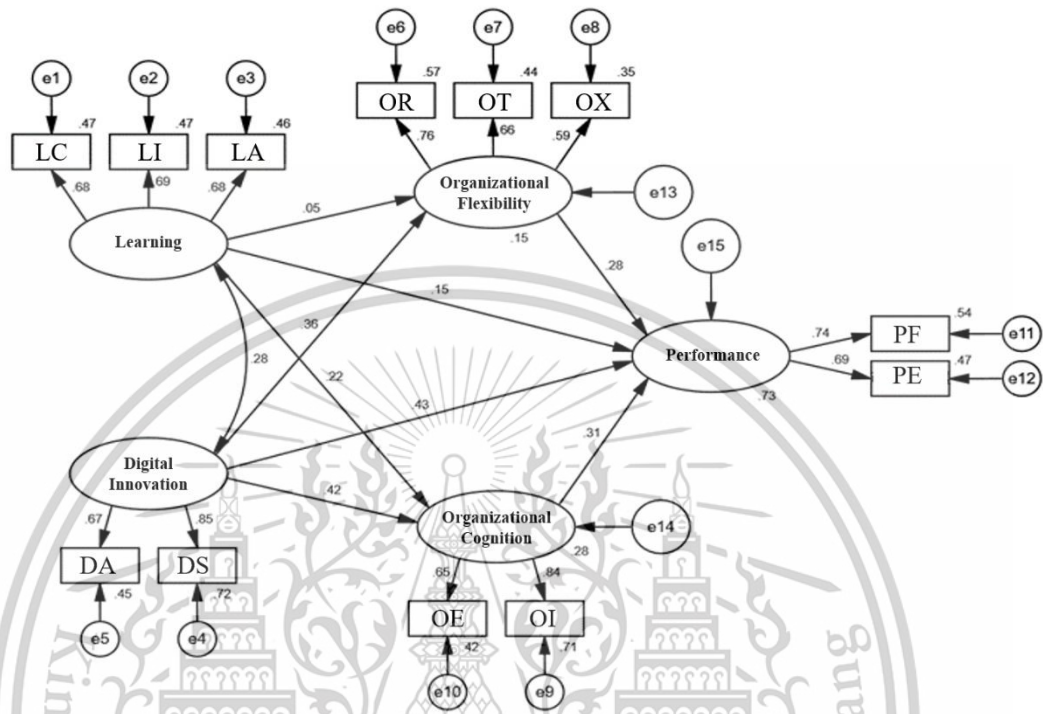 e6
e7
e8
e1
e2
e3
.57
.44
.35
OR
OT
OX
.47
.47
.46
LC
LI
LA
.76
.66
.59
.68
.69
.68
Organizational
Flexibility
e13
.05
.15
e15
Learning
.28
.15
.54
.74
PF
e11
.36
Performance
.28
.22
.69
.47
PE
e12
.73
.43
.31
Digital
Innovation
.42
Organizational
Cognition
e14
.28
.67
.85
.65
.84
DA
DS
.45
.72
OE
OI
.42
.71
e5
e4
e10
e9